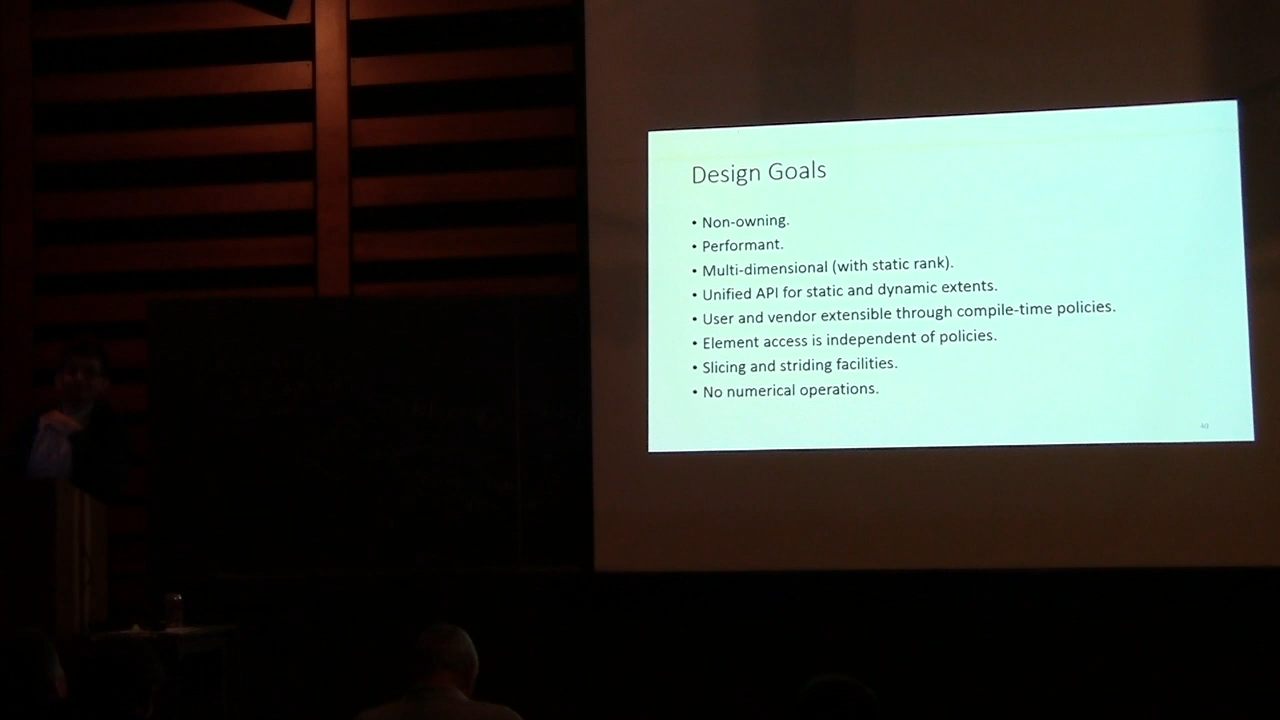 Design Goals
• Non-owning.
• Performant.
• Multi-dimensional (with static rank).
• Unified API for static and dynamic extents.
• User and vendor extensible through compile-time policies.
• Element access is independent of policies.
• Slicing and striding facilities.
• No numerical operations.